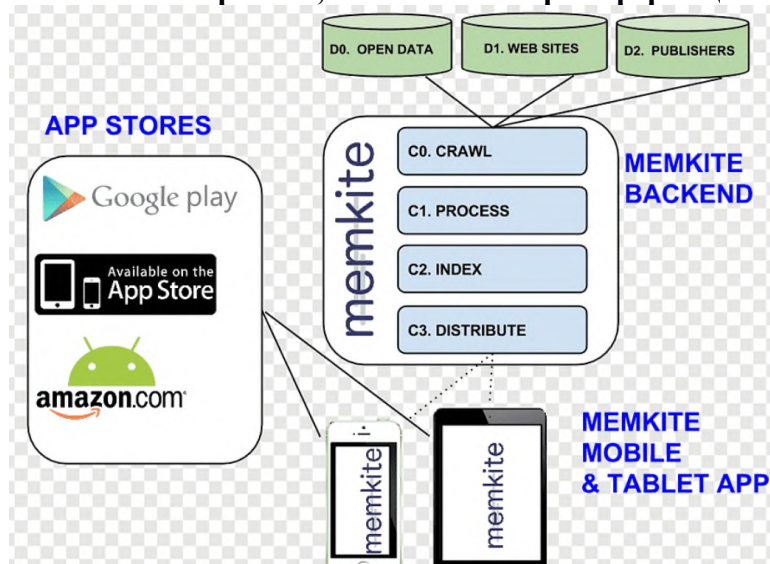 D0. OPEN DATA
D1. WEB SITES
D2. PUBLISHERS
APP STORES
Google play
Available on the
App Store
amazon.com
memkite
C0. CRAWL
C1. PROCESS
C2. INDEX
C3. DISTRIBUTE
MEMKITE
BACKEND
memkite
memkite
MEMKITE
MOBILE
& TABLET APP